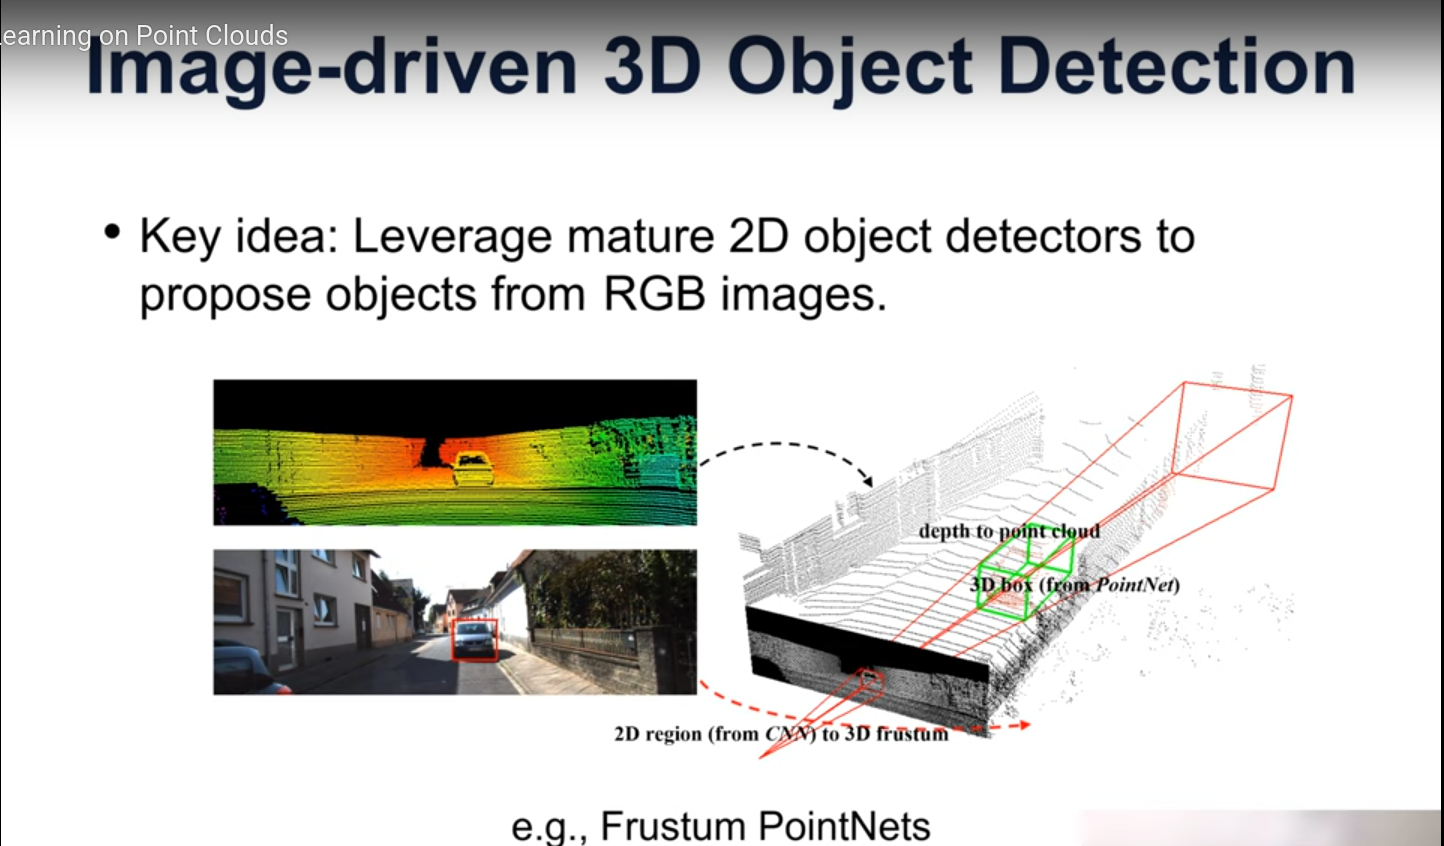 earning on Point Clouds
Image-driven 3D Object Detection
• Key idea: Leverage mature 2D object detectors to
propose objects from RGB images.
depth to point cloud
3D box (from PointNet)
2D region (from CNN) to 3D frustum
e.g., Frustum PointNets